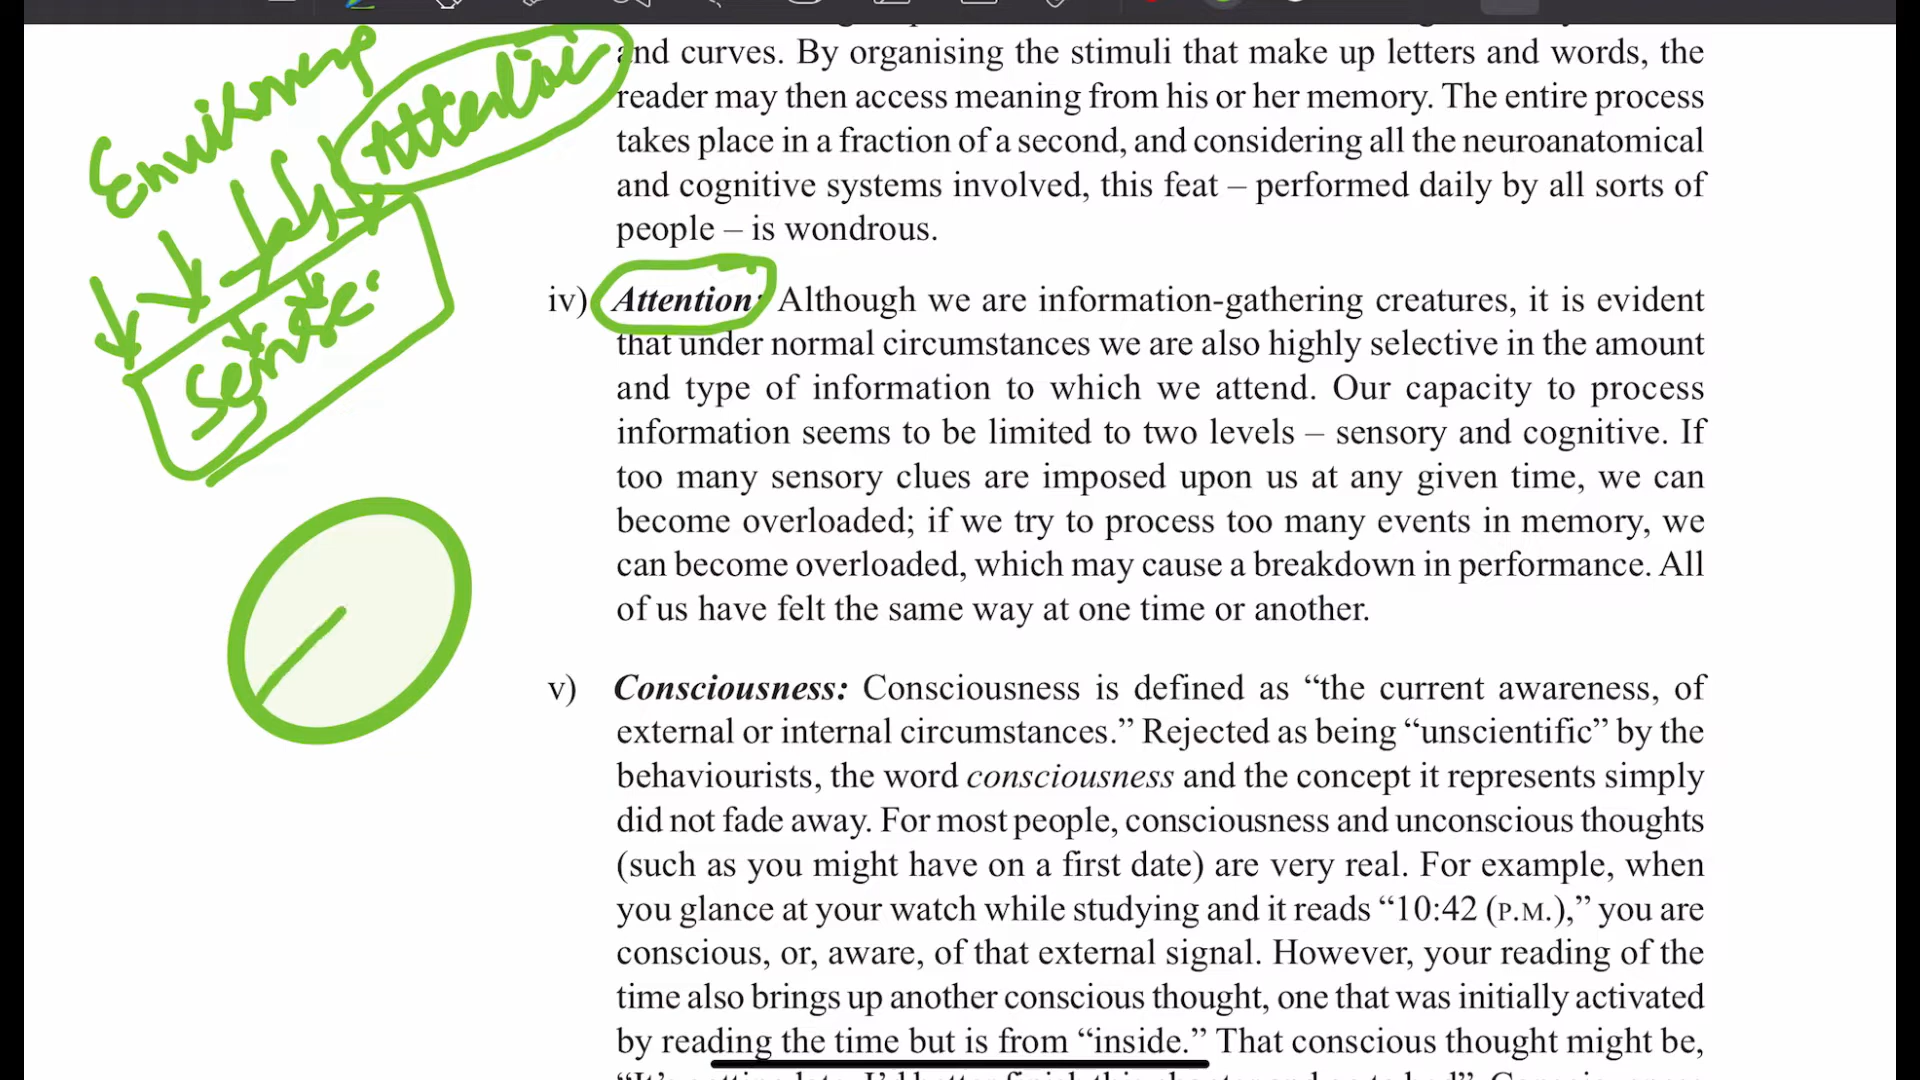 and curves. By organising the stimuli that make up letters and words, the
reader may then access meaning from his or her memory. The entire process
takes place in a fraction of a second, and considering all the neuroanatomical
and cognitive systems involved, this feat – performed daily by all sorts of
people – is wondrous.
iv) Attention: Although we are information-gathering creatures, it is evident
that under normal circumstances we are also highly selective in the amount
and type of information to which we attend. Our capacity to process
information seems to be limited to two levels – sensory and cognitive. If
too many sensory clues are imposed upon us at any given time, we can
become overloaded; if we try to process too many events in memory, we
can become overloaded, which may cause a breakdown in performance. All
of us have felt the same way at one time or another.
v) Consciousness: Consciousness is defined as “the current awareness, of
external or internal circumstances.” Rejected as being “unscientific” by the
behaviourists, the word consciousness and the concept it represents simply
did not fade away. For most people, consciousness and unconscious thoughts
(such as you might have on a first date) are very real. For example, when
you glance at your watch while studying and it reads “10:42 (P.M.),” you are
conscious, or, aware, of that external signal. However, your reading of the
time also brings up another conscious thought, one that was initially activated
by reading the time but is from “inside.” That conscious thought might be,